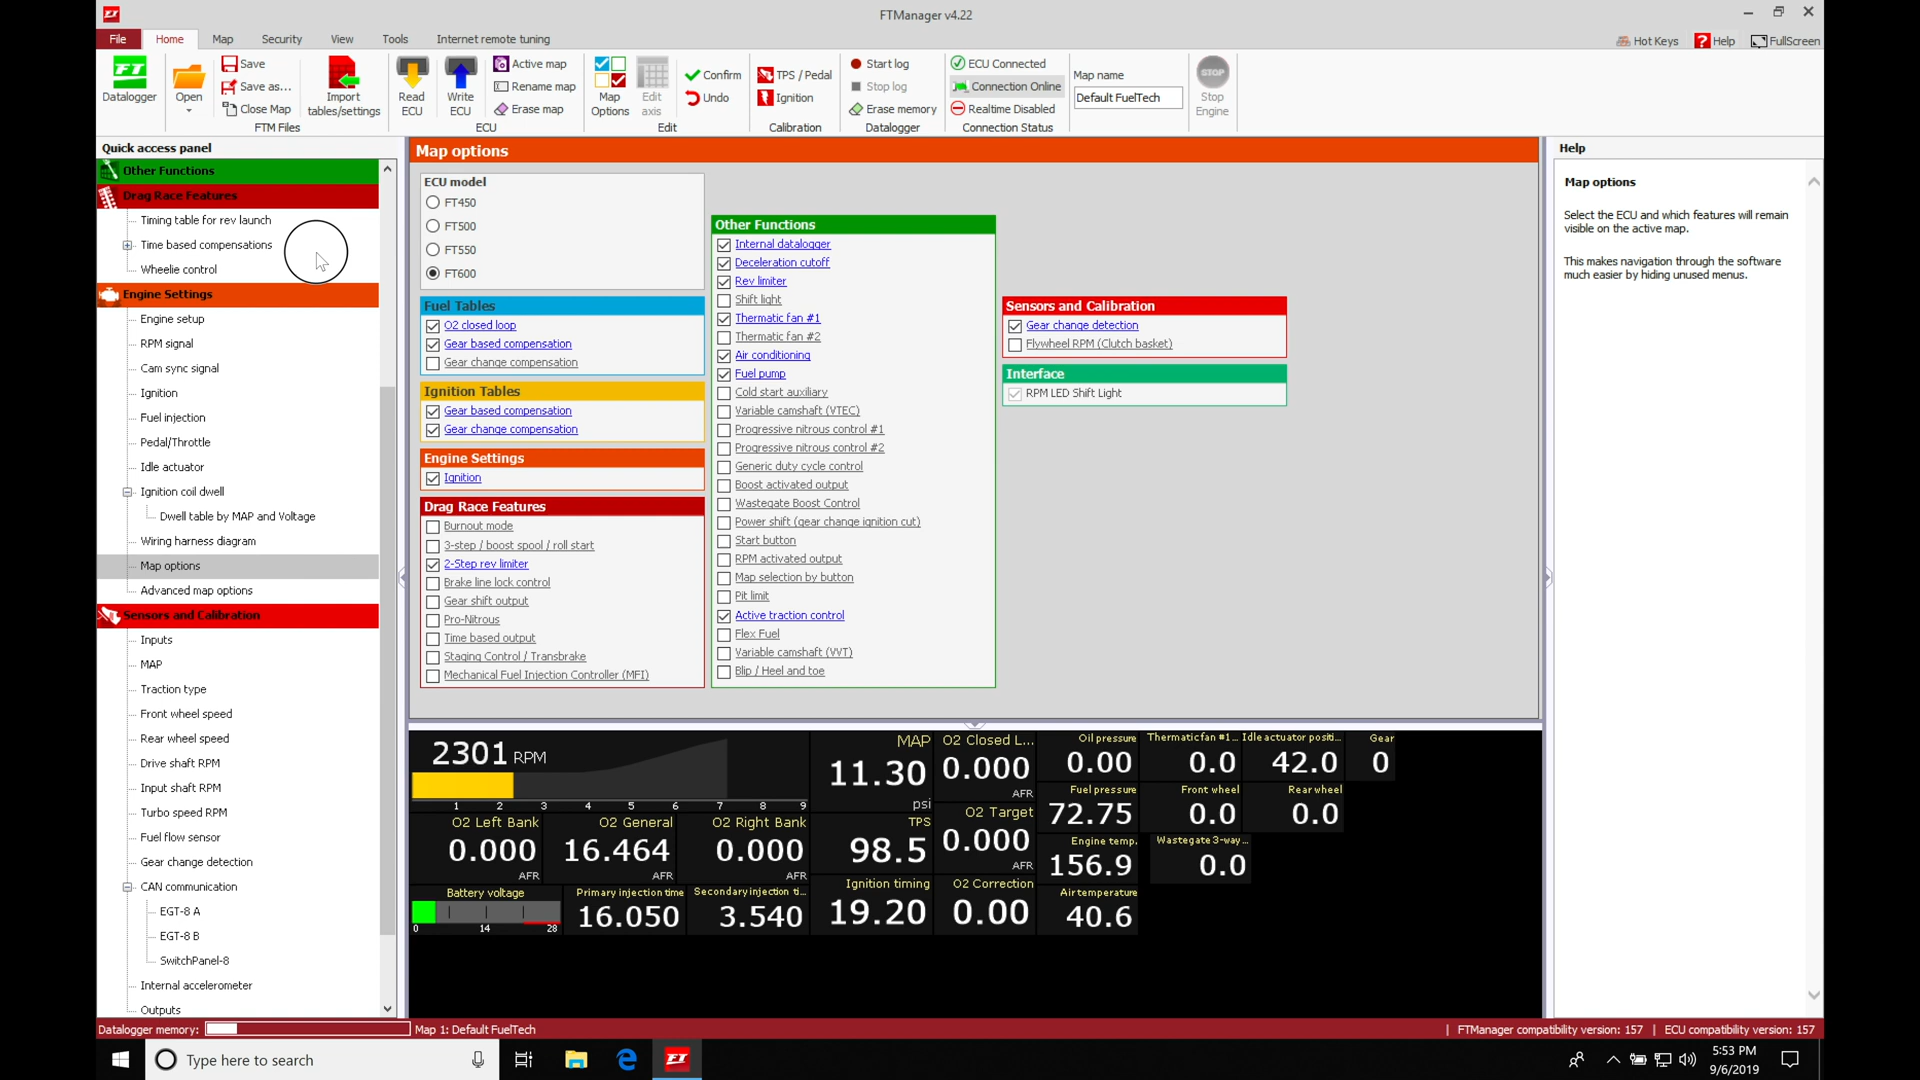 FT
FTManager v4.22
File Home Map Security View Tools Internet remote tuning
Hot Keys ? Help FullScreen
FT Datalogger
Open
Save
Save as...
Close Map
FTM Files
Import tables/settings
Read ECU
Write ECU
Active map
Rename map
Erase map
ECU
Map Options
Edit axis
Confirm
Undo
Edit
TPS / Pedal
Ignition
Calibration
Start log
Stop log
Erase memory
Datalogger
ECU Connected
Connection Online
Realtime Disabled
Connection Status
Map name
Default FuelTech
STOP
Stop Engine
Quick access panel
Other Functions
Drag Race Features
Timing table for rev launch
Time based compensations
Wheelie control
Engine Settings
Engine setup
RPM signal
Cam sync signal
Ignition
Fuel injection
Pedal/Throttle
Idle actuator
Ignition coil dwell
Dwell table by MAP and Voltage
Wiring harness diagram
Map options
Advanced map options
Sensors and Calibration
Inputs
MAP
Traction type
Front wheel speed
Rear wheel speed
Drive shaft RPM
Input shaft RPM
Turbo speed RPM
Fuel flow sensor
Gear change detection
CAN communication
EGT-8 A
EGT-8 B
SwitchPanel-8
Internal accelerometer
Outputs
Map options
ECU model
FT450
FT500
FT550
FT600
Fuel Tables
O2 closed loop
Gear based compensation
Gear change compensation
Ignition Tables
Gear based compensation
Gear change compensation
Engine Settings
Ignition
Drag Race Features
Burnout mode
3-step / boost spool / roll start
2-Step rev limiter
Brake line lock control
Gear shift output
Pro-Nitrous
Time based output
Staging Control / Transbrake
Mechanical Fuel Injection Controller (MFI)
Other Functions
Internal datalogger
Deceleration cutoff
Rev limiter
Shift light
Thermatic fan #1
Thermatic fan #2
Air conditioning
Fuel pump
Cold start auxiliary
Variable camshaft (VTEC)
Progressive nitrous control #1
Progressive nitrous control #2
Generic duty cycle control
Boost activated output
Wastegate Boost Control
Power shift (gear change ignition cut)
Start button
RPM activated output
Map selection by button
Pit limit
Active traction control
Flex Fuel
Variable camshaft (VVT)
Blip / Heel and toe
Sensors and Calibration
Gear change detection
Flywheel RPM (Clutch basket)
Interface
RPM LED Shift Light
Help
Map options
Select the ECU and which features will remain
visible on the active map.
This makes navigation through the software
much easier by hiding unused menus.
2301 RPM
1 2 3 4 5 6 7 8 9
MAP
11.30
psi
O2 Closed L...
0.000
AFR
Oil pressure
0.00
Thermatic fan #1...
0.0
Idle actuator positi...
42.0
Gear
0
O2 Left Bank
0.000
AFR
O2 General
16.464
AFR
O2 Right Bank
0.000
AFR
TPS
98.5
O2 Target
0.000
AFR
Fuel pressure
72.75
Front wheel
0.0
Rear wheel
0.0
Engine temp.
156.9
Wastegate 3-way...
0.0
Battery voltage
0 14 28
Primary injection time
16.050
Secondary injection ti...
3.540
Ignition timing
19.20
O2 Correction
0.00
Air temperature
40.6
Datalogger memory: Map 1: Default FuelTech
FTManager compatibility version: 157 | ECU compatibility version: 157
Type here to search
FT
5:53 PM
9/6/2019